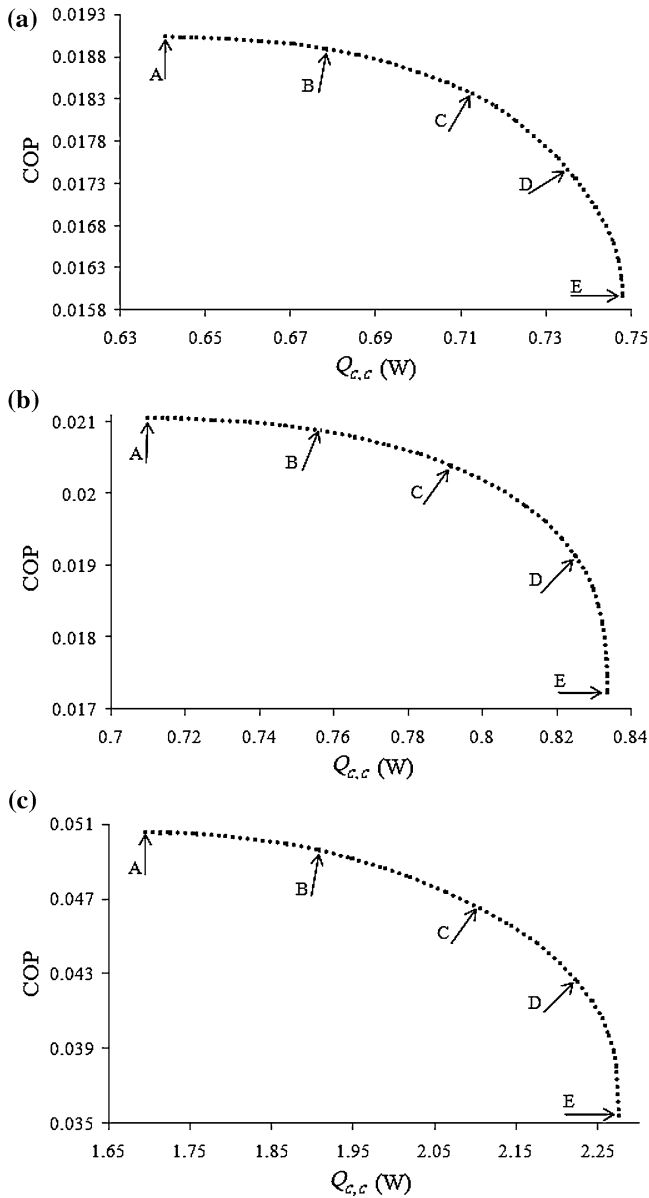 (a)
0.0193
0.0188
0.0183
0.0178
0.0173
0.0168
0.0163
0.0158
COP
A
B
C
D
E
0.63 0.65 0.67 0.69 0.71 0.73 0.75
Qc,c (W)
(b)
0.021
0.02
0.019
0.018
0.017
COP
A
B
C
D
E
0.7 0.72 0.74 0.76 0.78 0.8 0.82 0.84
Qc,c (W)
(c)
0.051
0.047
0.043
0.039
0.035
COP
A
B
C
D
E
1.65 1.75 1.85 1.95 2.05 2.15 2.25
Qc,c (W)